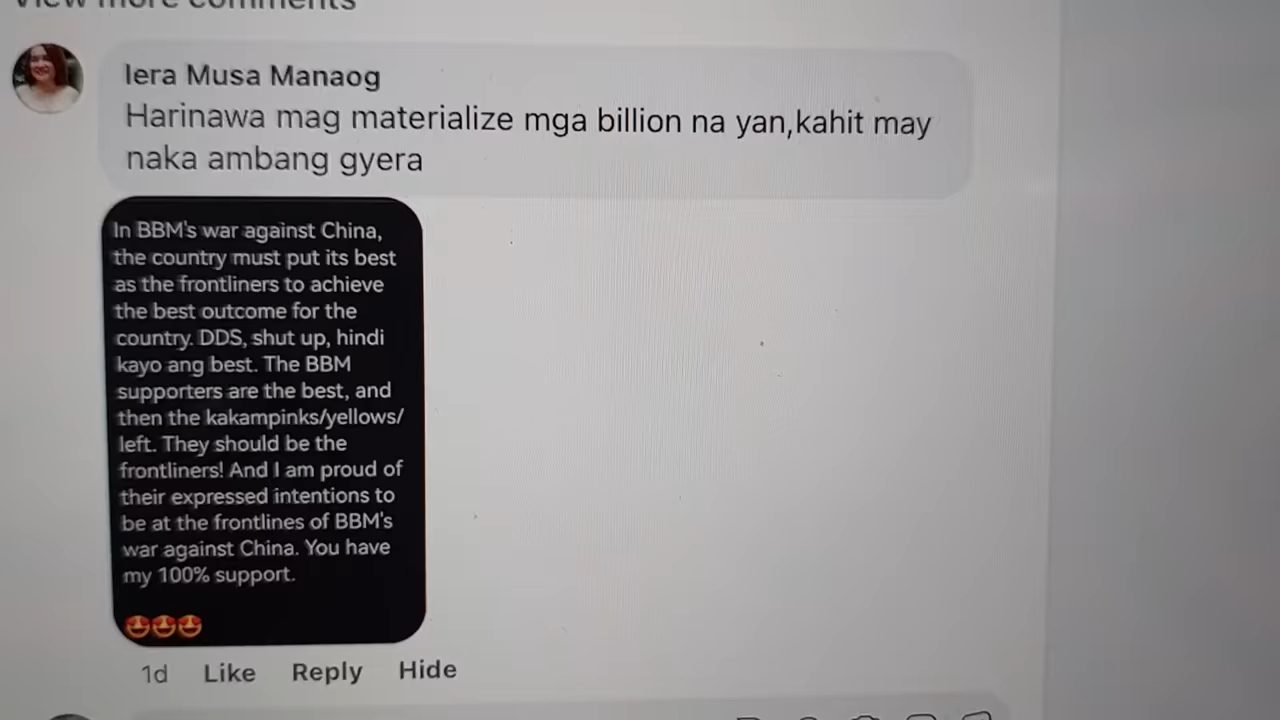 View more comments
Iera Musa Manaog
Harinawa mag materialize mga billion na yan,kahit may
naka ambang gyera
In BBM's war against China,
the country must put its best
as the frontliners to achieve
the best outcome for the
country. DDS, shut up, hindi
kayo ang best. The BBM
supporters are the best, and
then the kakampinks/yellows/
left. They should be the
frontliners! And I am proud of
their expressed intentions to
be at the frontlines of BBM's
war against China. You have
my 100% support.
🤩🤩🤩
1d Like Reply Hide